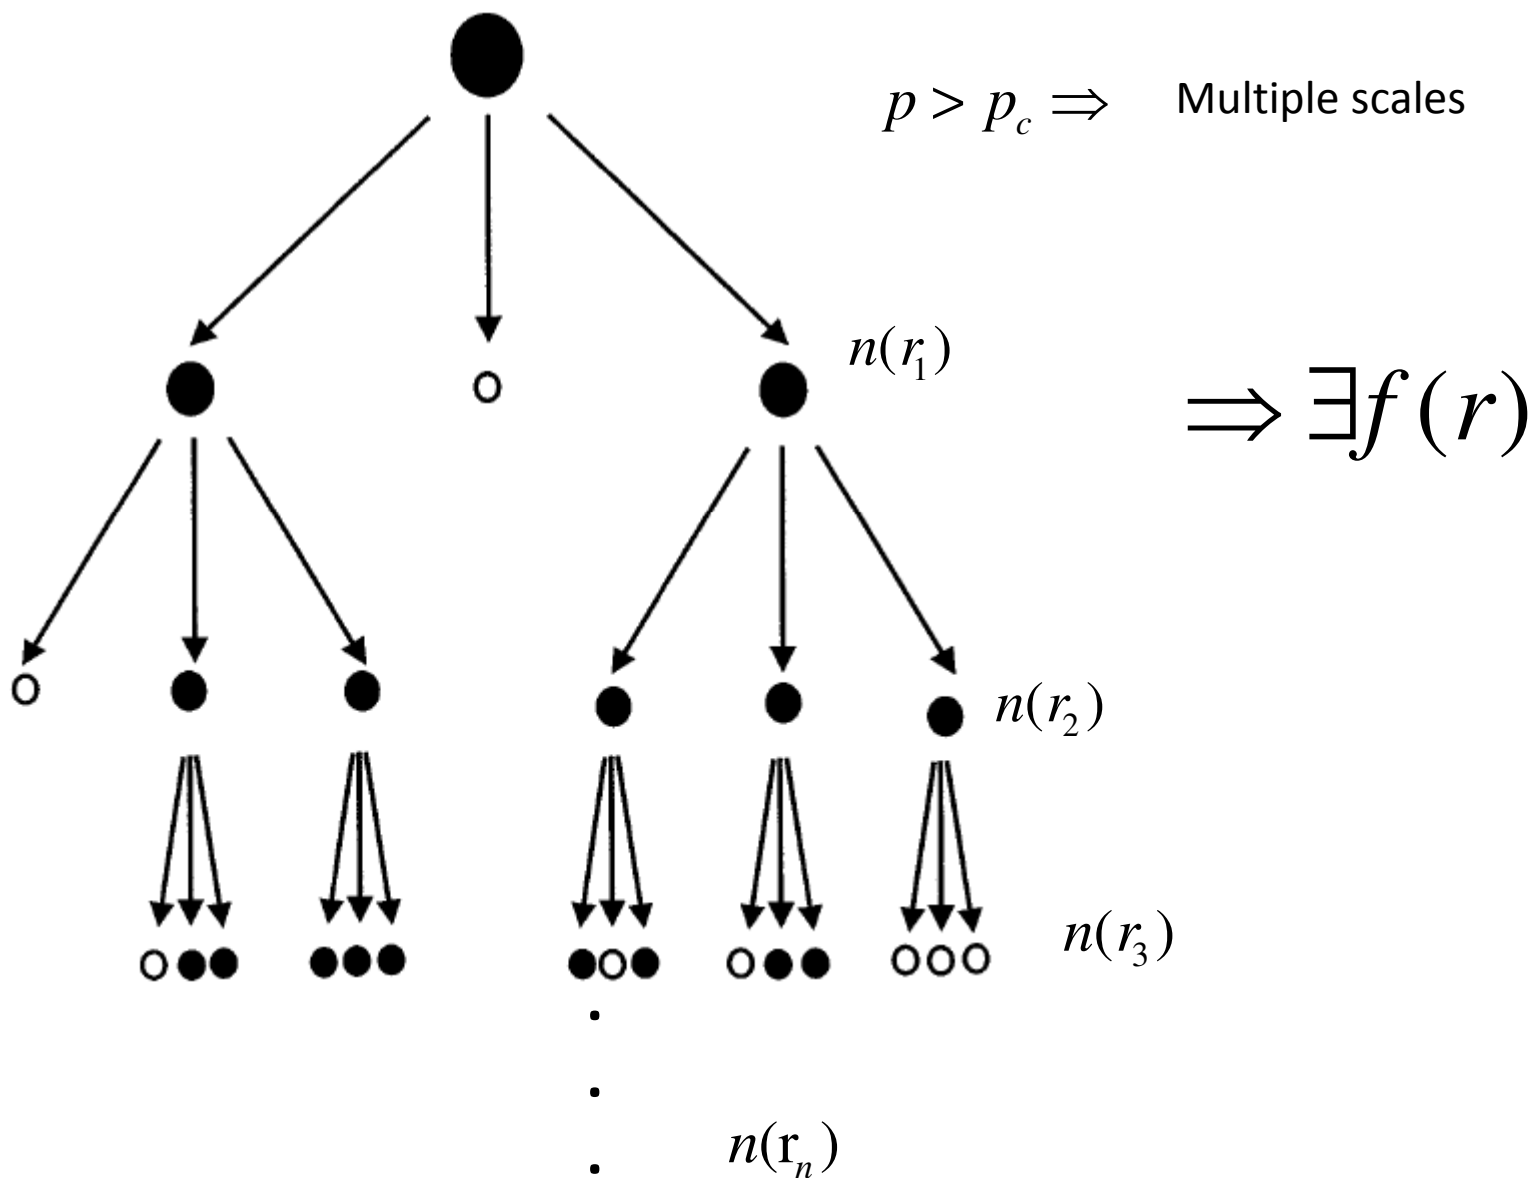 p > p_c ⇒ Multiple scales
n(r_1)
⇒ ∃f(r)
n(r_2)
n(r_3)
.
.
.
n(r_n)